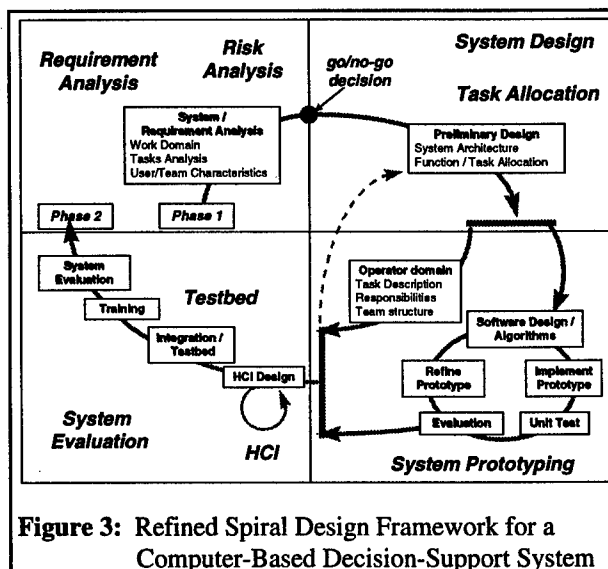 Requirement
Analysis
Risk
Analysis
go/no-go
decision
System Design
Task Allocation
System /
Requirement Analysis
Work Domain
Tasks Analysis
User/Team Characteristics
Preliminary Design
System Architecture
Function / Task Allocation
Phase 2
Phase 1
System
Evaluation
Training
Testbed
Integration /
Testbed
HCI Design
HCI
System
Evaluation
Operator domain
Task Description
Responsibilities
Team structure
Software Design /
Algorithms
Refine
Prototype
Implement
Prototype
Evaluation
Unit Test
System Prototyping
Figure 3: Refined Spiral Design Framework for a
Computer-Based Decision-Support System